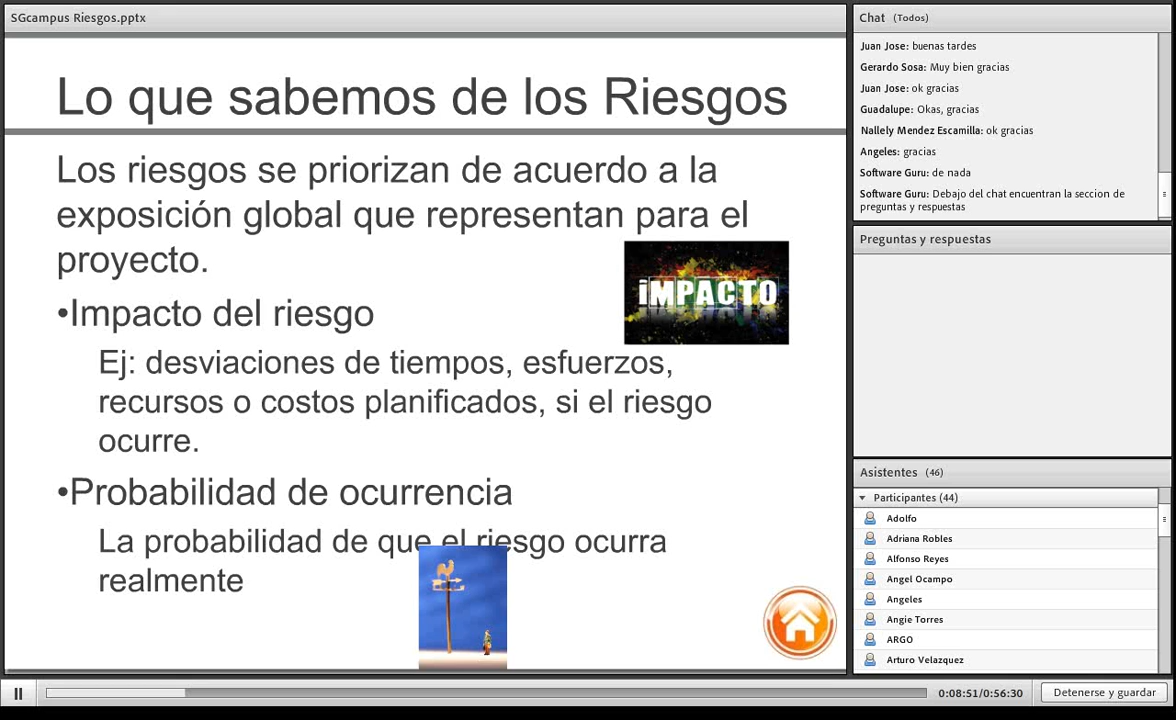 SGcampus Riesgos.pptx
Lo que sabemos de los Riesgos
Los riesgos se priorizan de acuerdo a la
exposición global que representan para el
proyecto.
iMPACTO
•Impacto del riesgo
Ej: desviaciones de tiempos, esfuerzos,
recursos o costos planificados, si el riesgo
ocurre.
•Probabilidad de ocurrencia
La probabilidad de que el riesgo ocurra
realmente
Chat (Todos)
Juan Jose: buenas tardes
Gerardo Sosa: Muy bien gracias
Juan Jose: ok gracias
Guadalupe: Okas, gracias
Nallely Mendez Escamilla: ok gracias
Angeles: gracias
Software Guru: de nada
Software Guru: Debajo del chat encuentran la seccion de
preguntas y respuestas
Preguntas y respuestas
Asistentes (46)
Participantes (44)
Adolfo
Adriana Robles
Alfonso Reyes
Angel Ocampo
Angeles
Angie Torres
ARGO
Arturo Velazquez
0:08:51/0:56:30
Detenerse y guardar